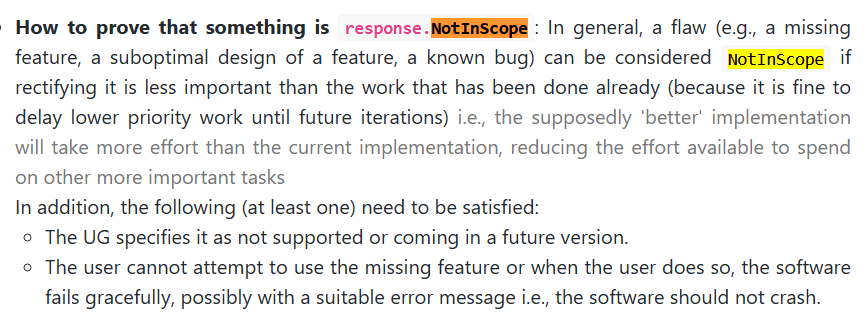 • How to prove that something is response.NotInScope : In general, a flaw (e.g., a missing
feature, a suboptimal design of a feature, a known bug) can be considered NotInScope if
rectifying it is less important than the work that has been done already (because it is fine to
delay lower priority work until future iterations) i.e., the supposedly 'better' implementation
will take more effort than the current implementation, reducing the effort available to spend
on other more important tasks
In addition, the following (at least one) need to be satisfied:
○ The UG specifies it as not supported or coming in a future version.
○ The user cannot attempt to use the missing feature or when the user does so, the software
fails gracefully, possibly with a suitable error message i.e., the software should not crash.